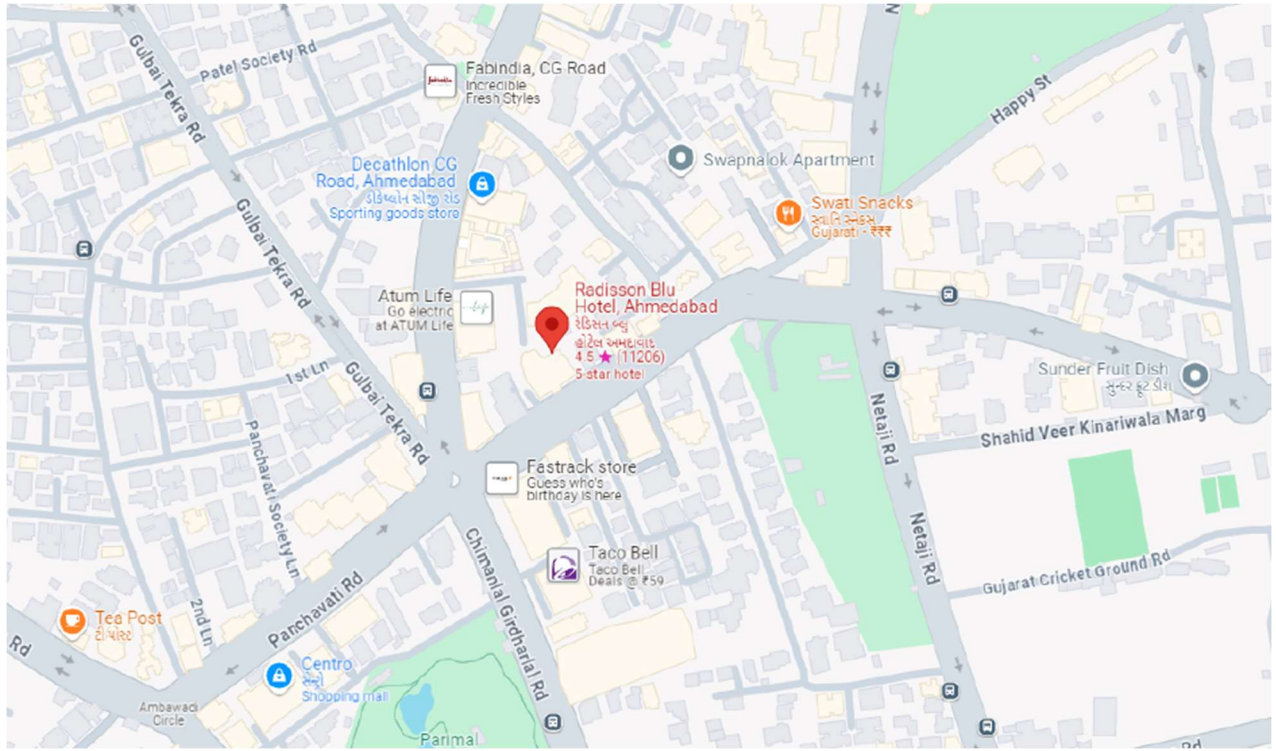 Gulbai Tekra Rd
Patel Society Rd
Fabindia, CG Road
Incredible
Fresh Styles
N
Happy St
Decathlon CG
Road, Ahmedabad
ડેકેથ્લોન સીજી રોડ
Sporting goods store
Swapnalok Apartment
Swati Snacks
સ્વાતિ સ્નેક્સ
Gujarati · ₹₹₹
Gulbai Tekra Rd
Atum Life
Go electric
at ATUM Life
Radisson Blu
Hotel, Ahmedabad
રેડિસન બ્લુ
હોટેલ અમદાવાદ
4.5 ★ (11206)
5-star hotel
1st Ln
Gulbai Tekra Rd
Sunder Fruit Dish
સુન્દર ફ્રૂટ ડીશ
Shahid Veer Kinariwala Marg
Netaji Rd
Panchavati Society Ln
Fastrack store
Guess who's
birthday is here
Netaji Rd
Taco Bell
Taco Bell
Deals @ ₹59
Chimanlal Girdharlal Rd
Gujarat Cricket Ground Rd
Tea Post
ટી પોસ્ટ
2nd Ln
Panchavati Rd
Rd
Centro
સેન્ટ્રો
Shopping mall
Ambawadi
Circle
Parimal
Rd